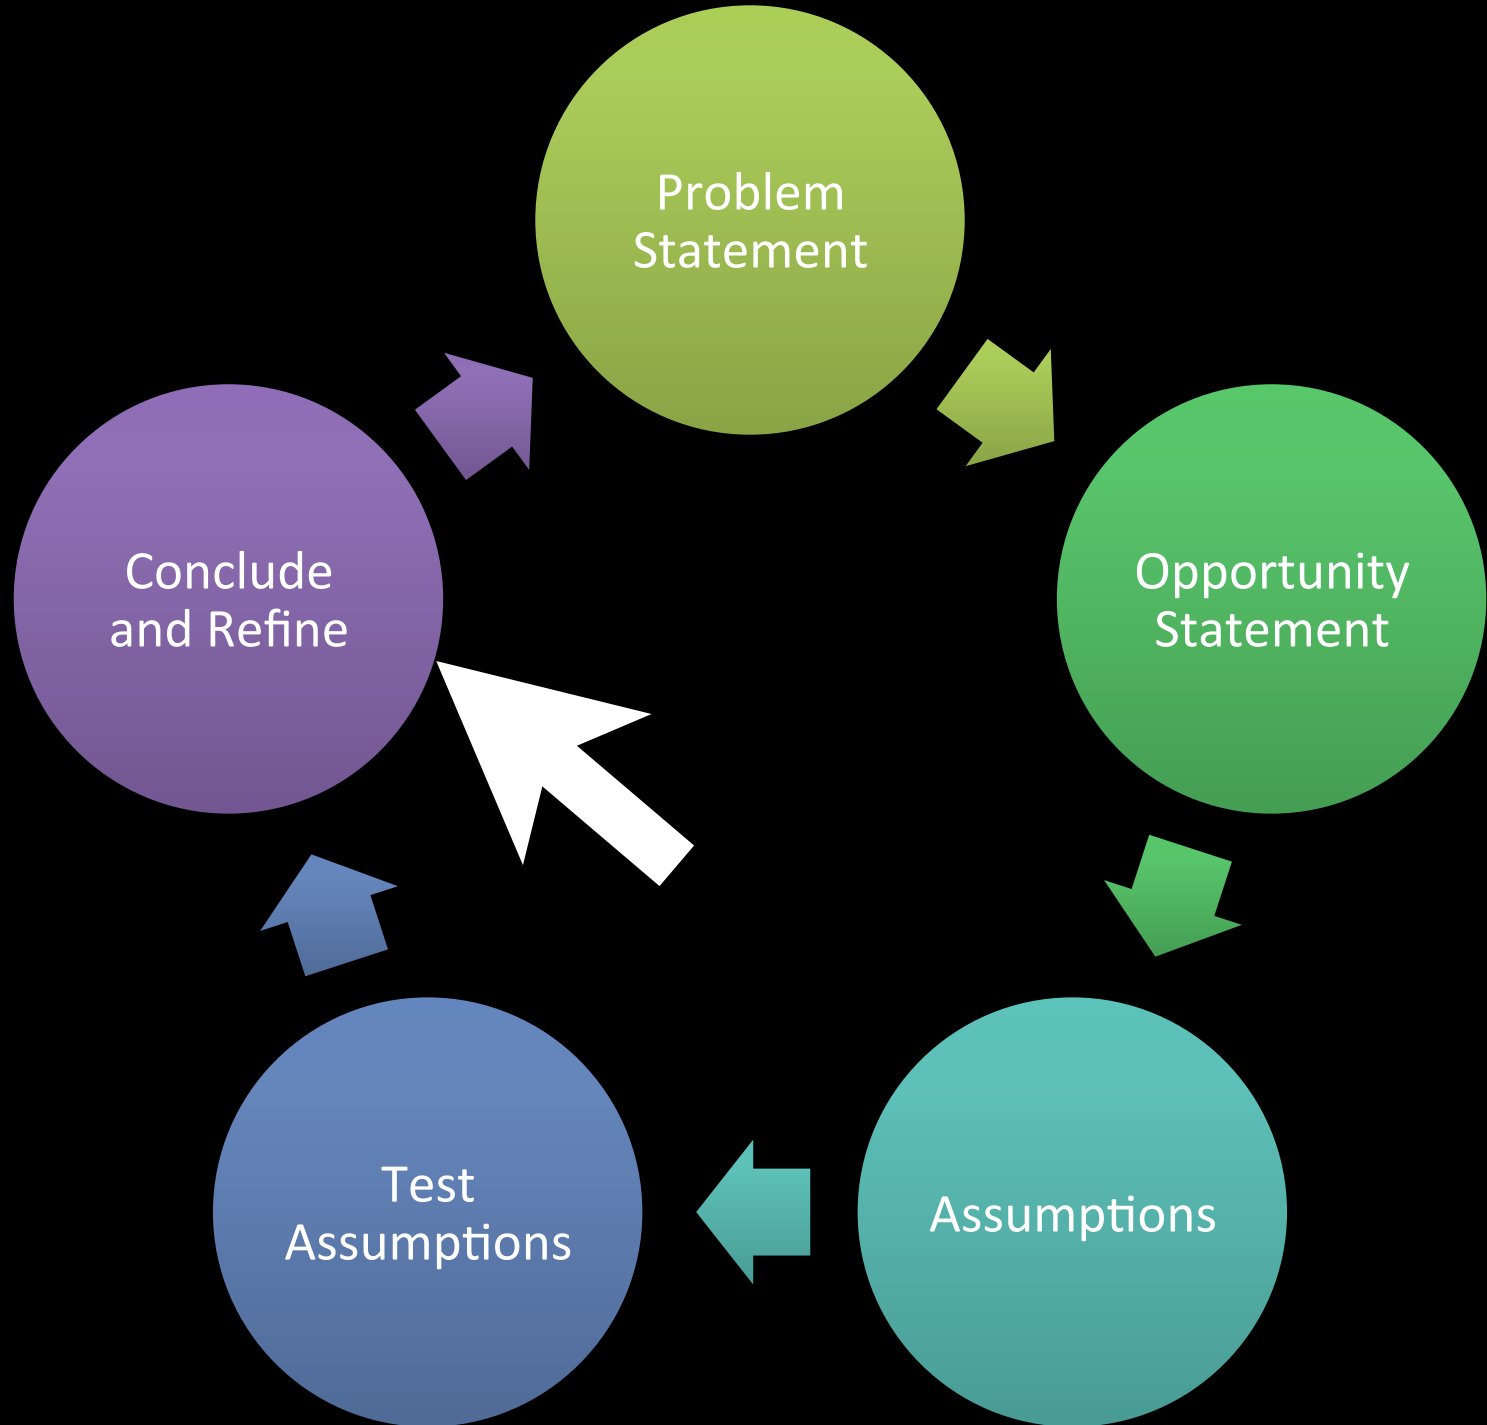 Problem
Statement
Opportunity
Statement
Assumptions
Test
Assumptions
Conclude
and Refine